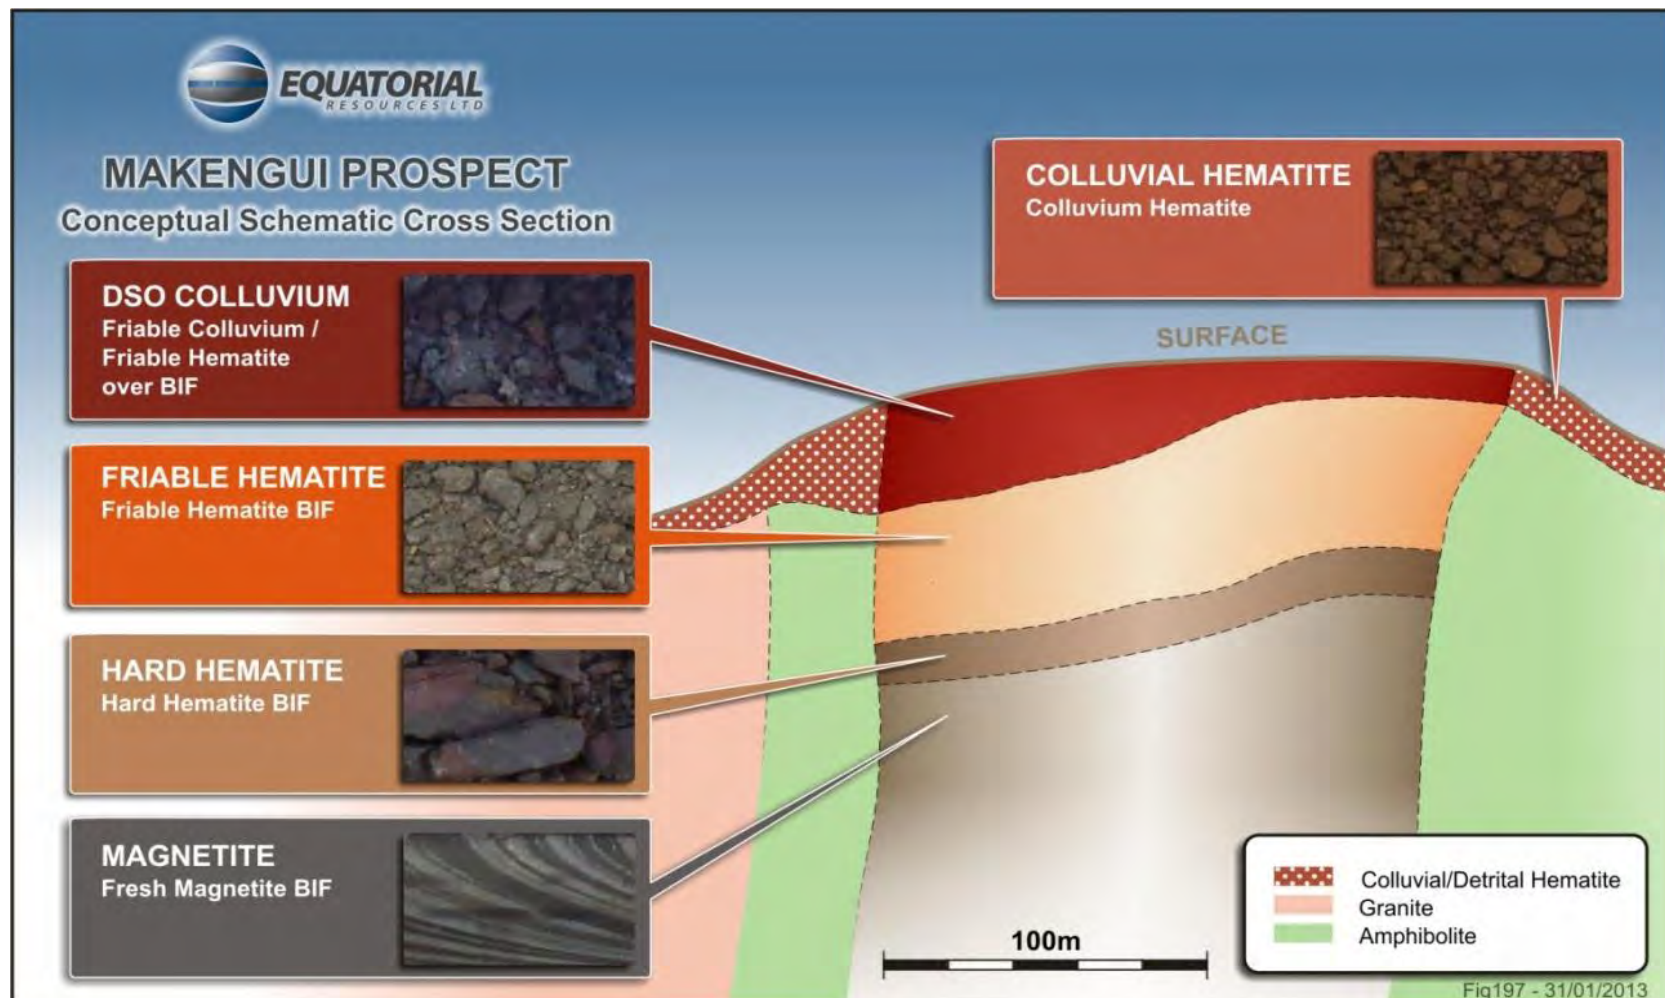 EQUATORIAL
RESOURCES LTD
MAKENGUI PROSPECT
Conceptual Schematic Cross Section
DSO COLLUVIUM
Friable Colluvium /
Friable Hematite
over BIF
FRIABLE HEMATITE
Friable Hematite BIF
HARD HEMATITE
Hard Hematite BIF
MAGNETITE
Fresh Magnetite BIF
COLLUVIAL HEMATITE
Colluvium Hematite
SURFACE
100m
Colluvial/Detrital Hematite
Granite
Amphibolite
Fig197 - 31/01/2013